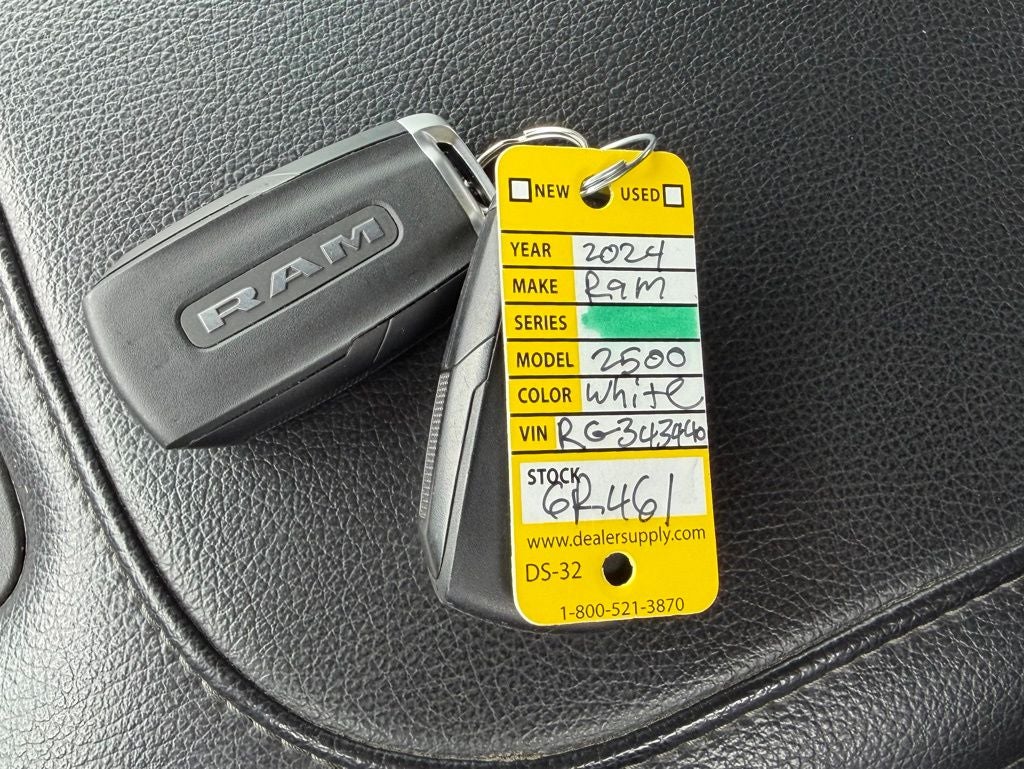 RAM
NEW USED
YEAR 2024
MAKE Ram
SERIES
MODEL 2500
COLOR White
VIN RG343940
STOCK
6R461
www.dealersupply.com
DS-32
1-800-521-3870